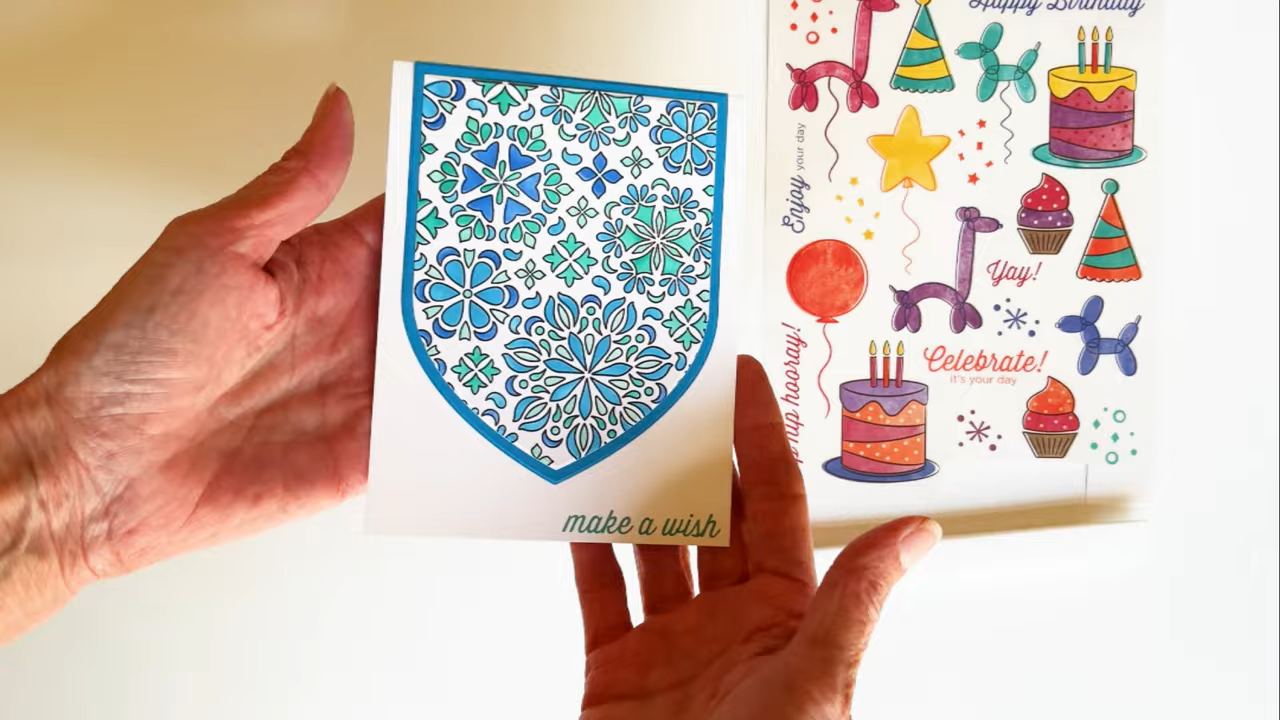 make a wish
Happy Birthday
Enjoy your day
Yay!
Celebrate!
it's your day
hip hooray!